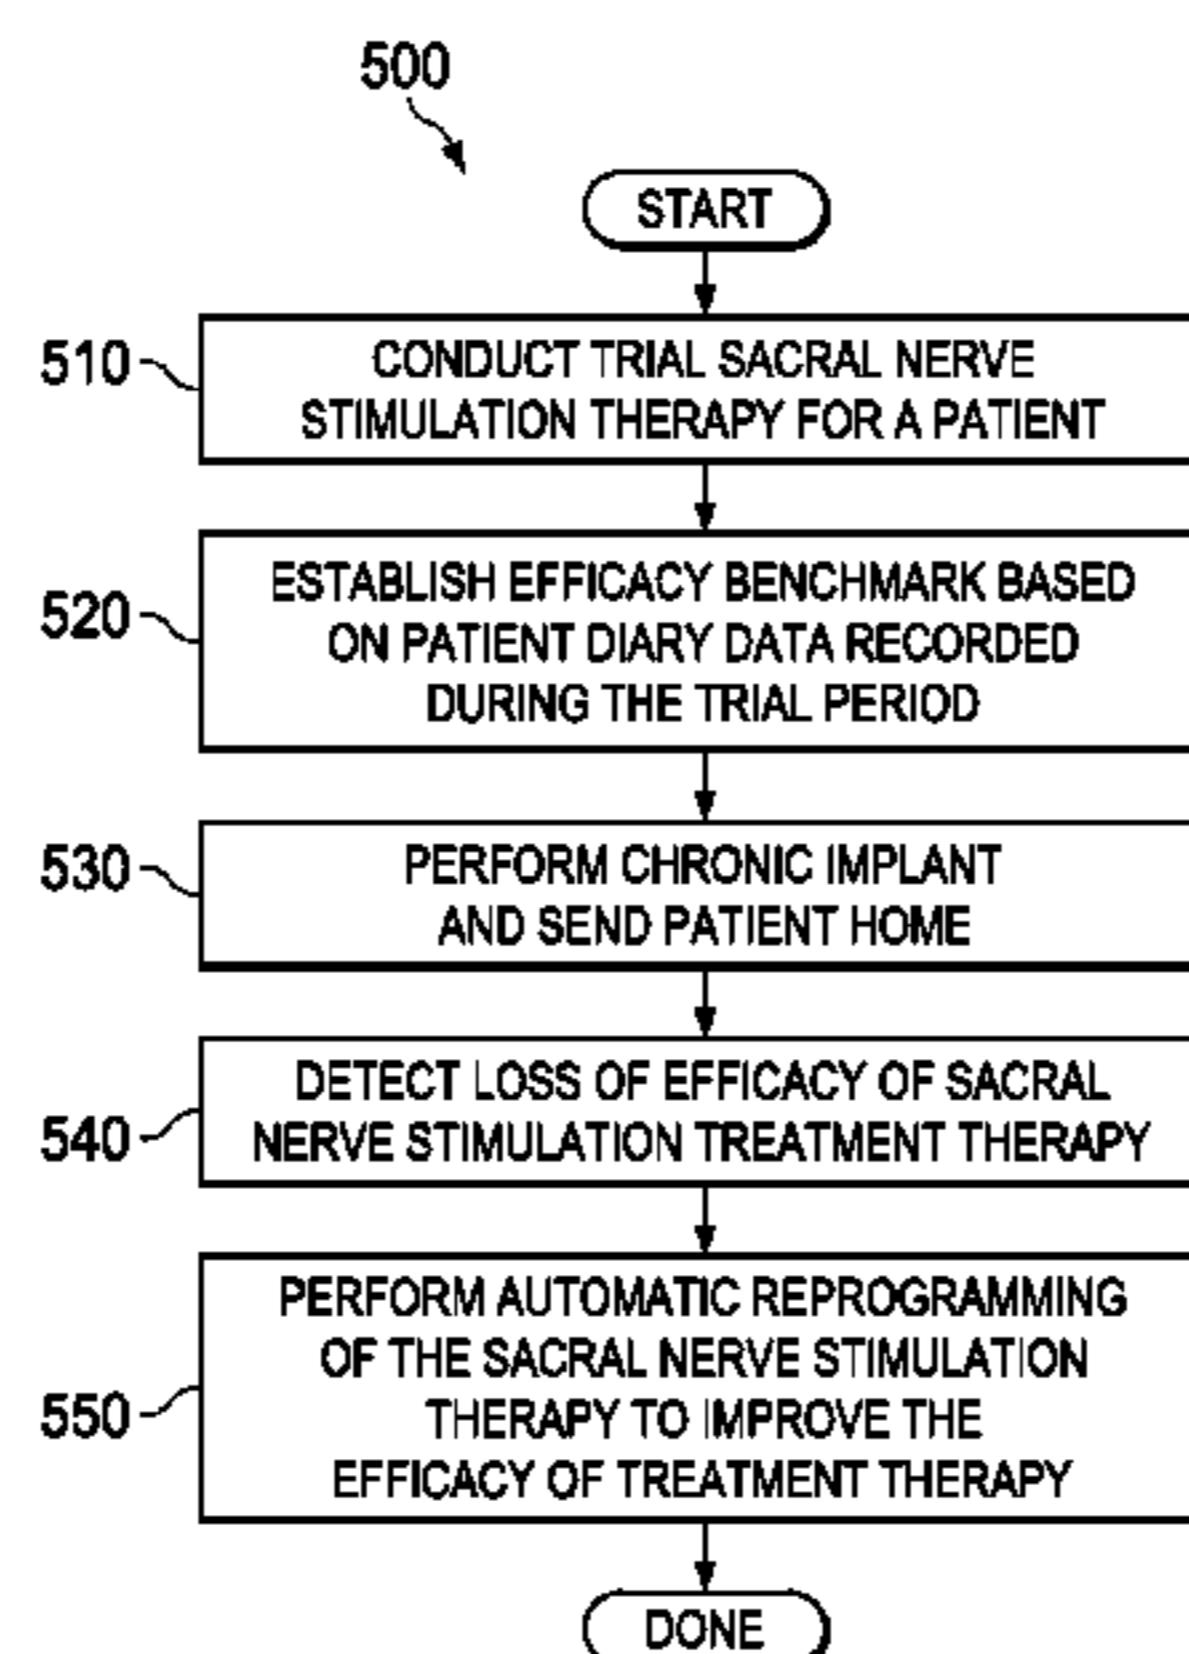 500
START
510
CONDUCT TRIAL SACRAL NERVE
STIMULATION THERAPY FOR A PATIENT
520
ESTABLISH EFFICACY BENCHMARK BASED
ON PATIENT DIARY DATA RECORDED
DURING THE TRIAL PERIOD
530
PERFORM CHRONIC IMPLANT
AND SEND PATIENT HOME
540
DETECT LOSS OF EFFICACY OF SACRAL
NERVE STIMULATION TREATMENT THERAPY
550
PERFORM AUTOMATIC REPROGRAMMING
OF THE SACRAL NERVE STIMULATION
THERAPY TO IMPROVE THE
EFFICACY OF TREATMENT THERAPY
DONE